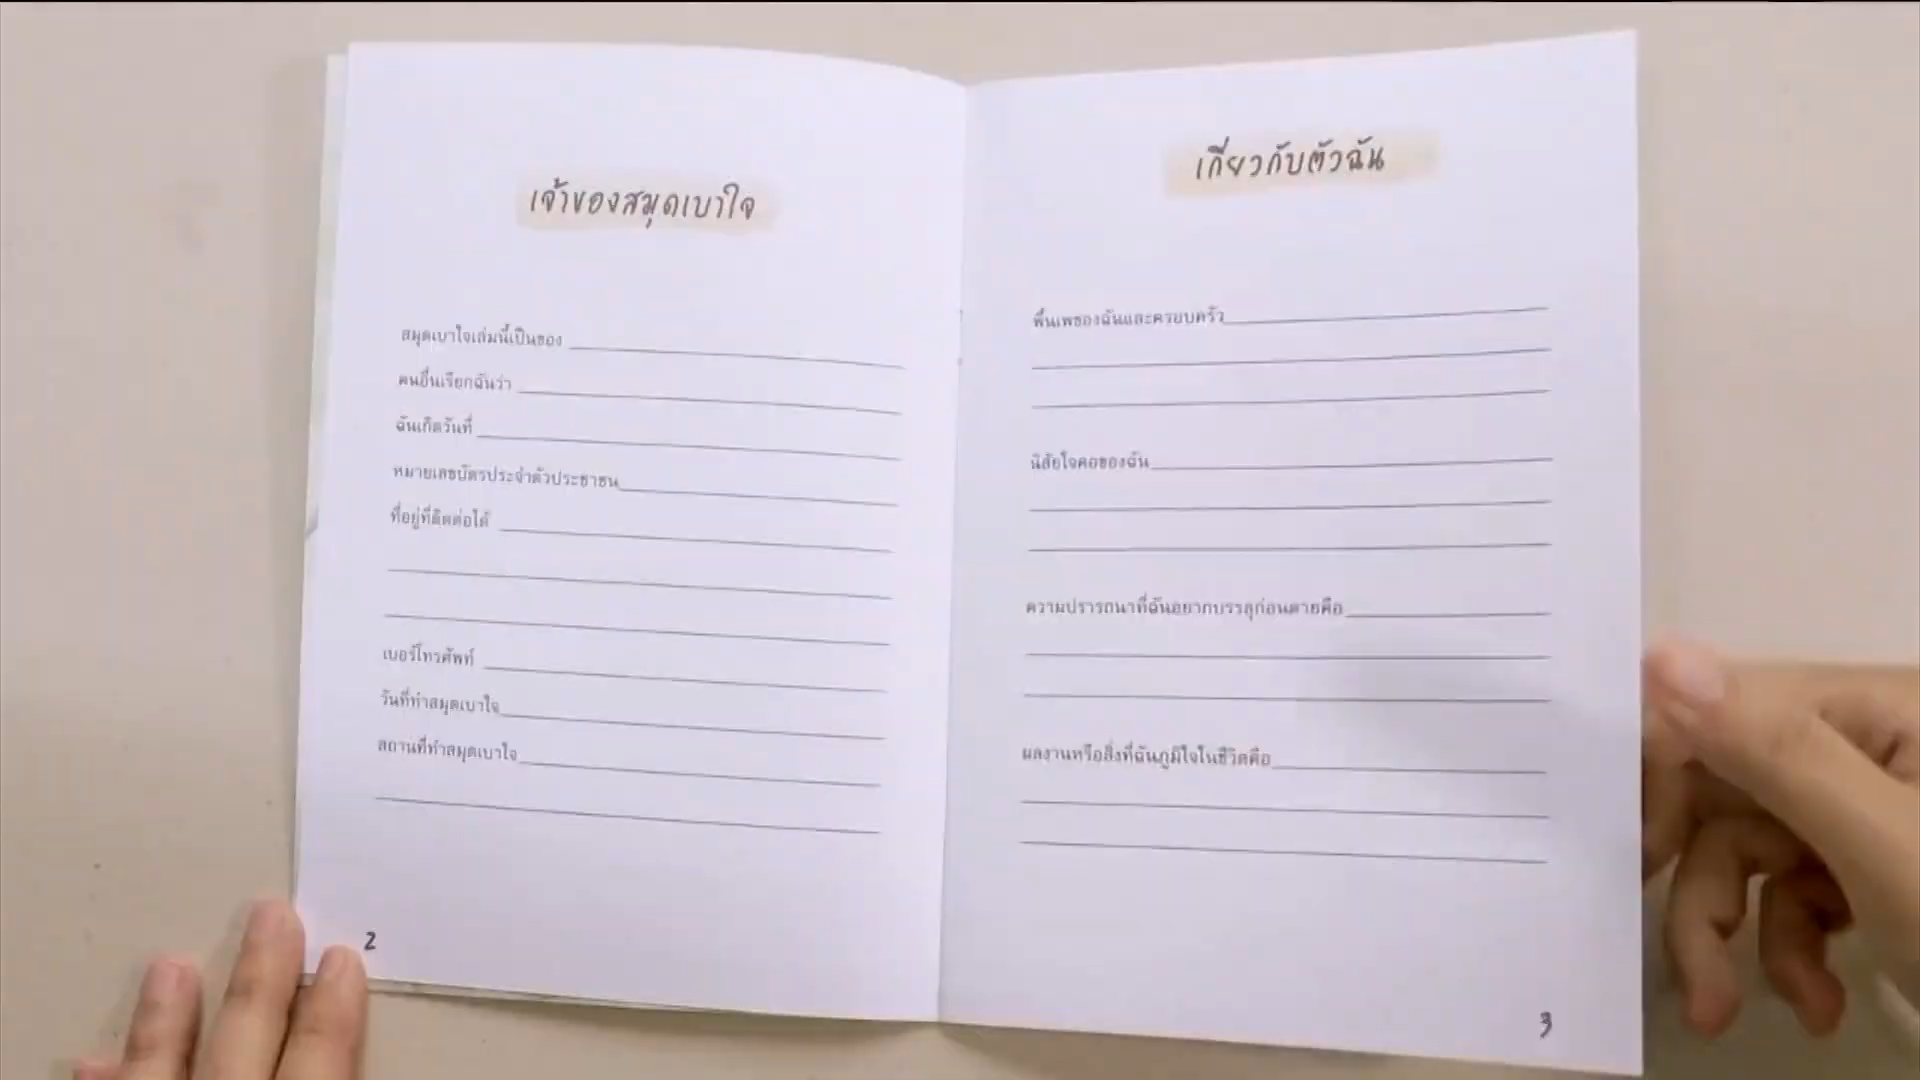 เจ้าของสมุดเบาใจ
สมุดเบาใจเล่มนี้เป็นของ
คนอื่นเรียกฉันว่า
ฉันเกิดวันที่
หมายเลขบัตรประจำตัวประชาชน
ที่อยู่ที่ติดต่อได้
เบอร์โทรศัพท์
วันที่ทำสมุดเบาใจ
สถานที่ทำสมุดเบาใจ
2
เกี่ยวกับตัวฉัน
พื้นเพของฉันและครอบครัว
นิสัยใจคอของฉัน
ความปรารถนาที่ฉันอยากบรรลุก่อนตายคือ
ผลงานหรือสิ่งที่ฉันภูมิใจในชีวิตคือ
3